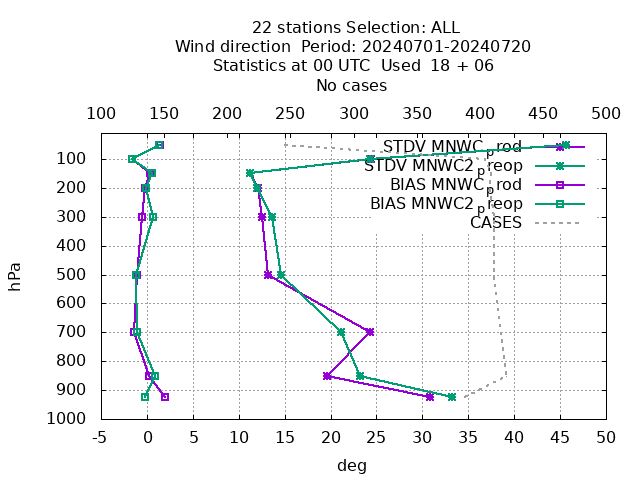 22 stations Selection: ALL
Wind direction  Period: 20240701-20240720
Statistics at 00 UTC  Used  18 + 06
No cases
100 150 200 250 300 350 400 450 500
STDV MNWC_prod
STDV MNWC2_preop
BIAS MNWC_prod
BIAS MNWC2_preop
CASES
hPa
100
200
300
400
500
600
700
800
900
1000
-5 0 5 10 15 20 25 30 35 40 45 50
deg